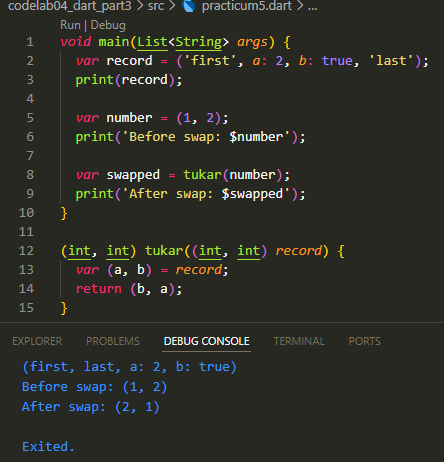 codelab04_dart_part3 > src > practicum5.dart > ...
Run | Debug
1 void main(List<String> args) {
2 var record = ('first', a: 2, b: true, 'last');
3 print(record);
4
5 var number = (1, 2);
6 print('Before swap: $number');
7
8 var swapped = tukar(number);
9 print('After swap: $swapped');
10 }
11
12 (int, int) tukar((int, int) record) {
13 var (a, b) = record;
14 return (b, a);
15 }
EXPLORER PROBLEMS DEBUG CONSOLE TERMINAL PORTS
(first, last, a: 2, b: true)
Before swap: (1, 2)
After swap: (2, 1)
Exited.